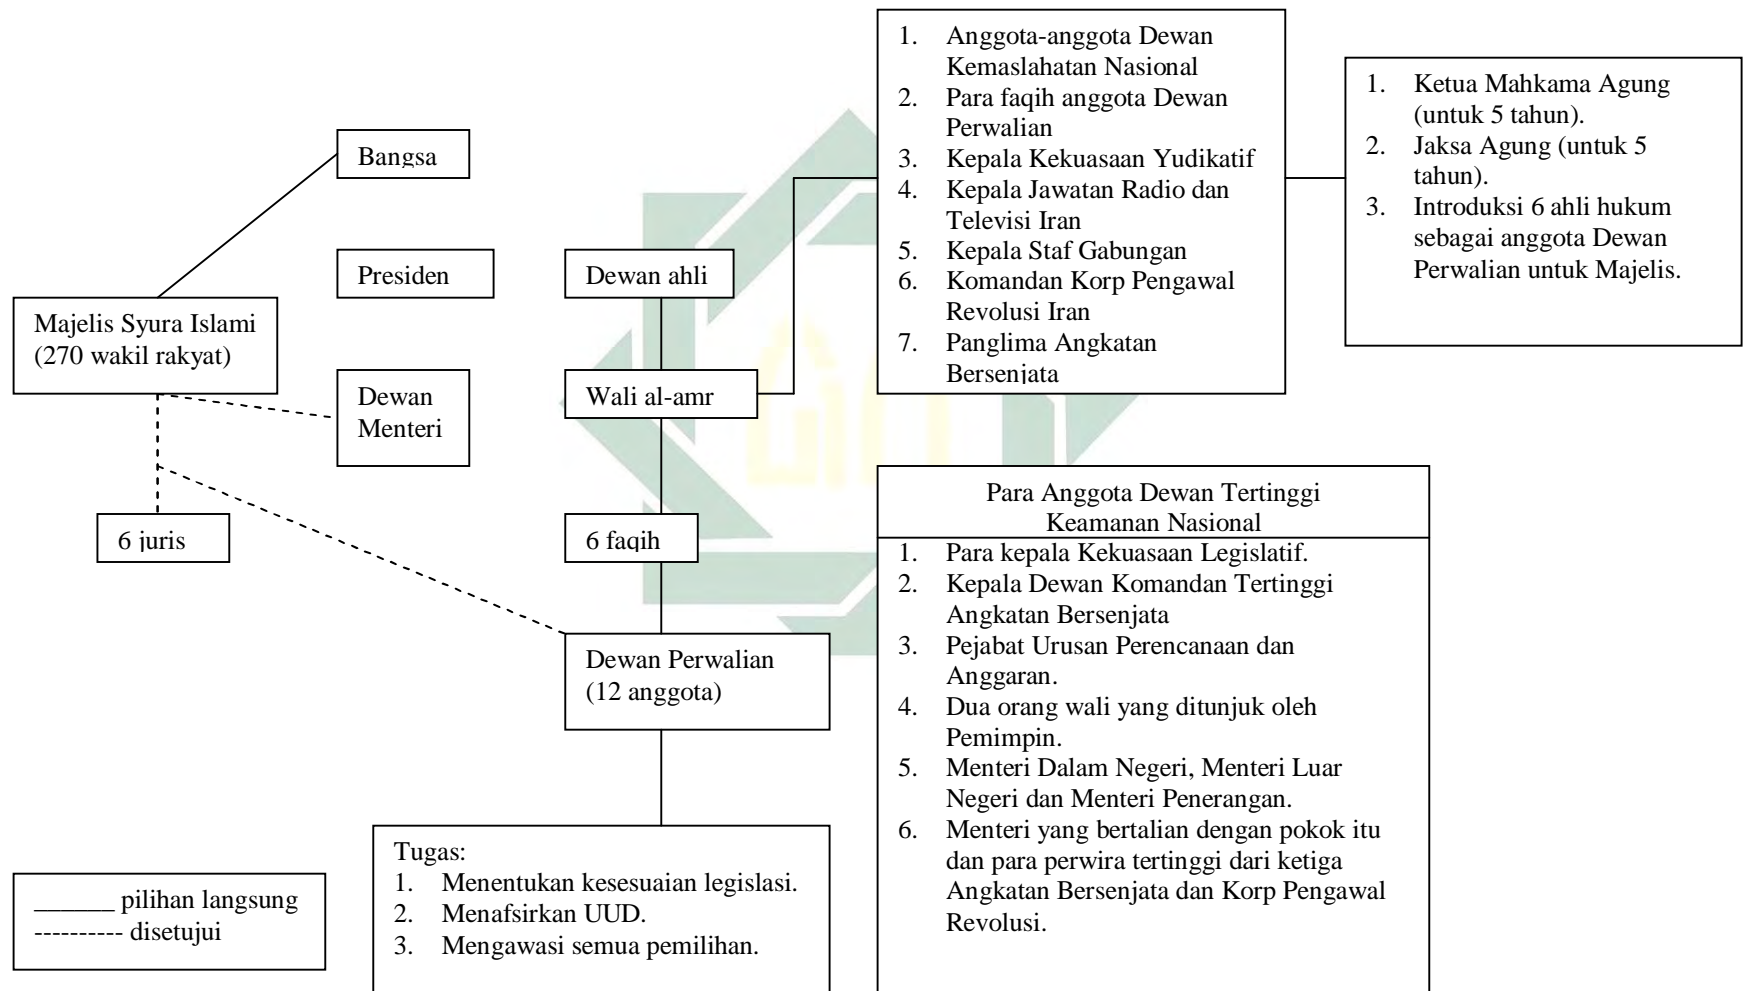 Bangsa
Presiden
Majelis Syura Islami
(270 wakil rakyat)
Dewan
Menteri
6 juris
Dewan ahli
Wali al-amr
6 faqih
Dewan Perwalian
(12 anggota)
Tugas:
1. Menentukan kesesuaian legislasi.
2. Menafsirkan UUD.
3. Mengawasi semua pemilihan.
______ pilihan langsung
---------- disetujui
1. Anggota-anggota Dewan
Kemaslahatan Nasional
2. Para faqih anggota Dewan
Perwalian
3. Kepala Kekuasaan Yudikatif
4. Kepala Jawatan Radio dan
Televisi Iran
5. Kepala Staf Gabungan
6. Komandan Korp Pengawal
Revolusi Iran
7. Panglima Angkatan
Bersenjata
1. Ketua Mahkama Agung
(untuk 5 tahun).
2. Jaksa Agung (untuk 5
tahun).
3. Introduksi 6 ahli hukum
sebagai anggota Dewan
Perwalian untuk Majelis.
Para Anggota Dewan Tertinggi
Keamanan Nasional
1. Para kepala Kekuasaan Legislatif.
2. Kepala Dewan Komandan Tertinggi
Angkatan Bersenjata
3. Pejabat Urusan Perencanaan dan
Anggaran.
4. Dua orang wali yang ditunjuk oleh
Pemimpin.
5. Menteri Dalam Negeri, Menteri Luar
Negeri dan Menteri Penerangan.
6. Menteri yang bertalian dengan pokok itu
dan para perwira tertinggi dari ketiga
Angkatan Bersenjata dan Korp Pengawal
Revolusi.